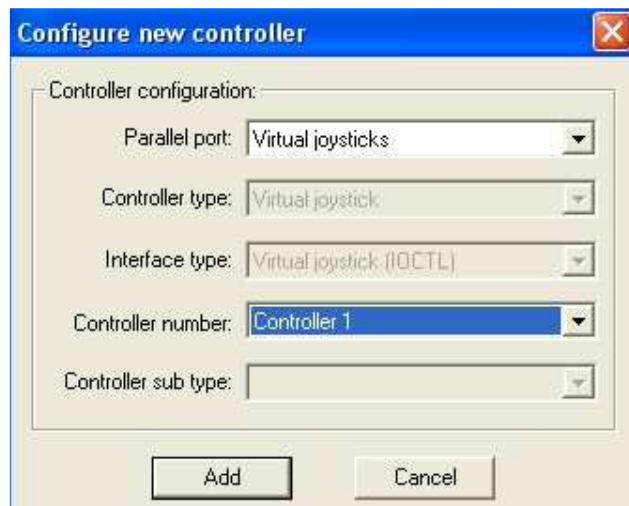 Configure new controller
Controller configuration:
Parallel port: Virtual joysticks
Controller type: Virtual joystick
Interface type: Virtual joystick (IOCTL)
Controller number: Controller 1
Controller sub type:
Add Cancel